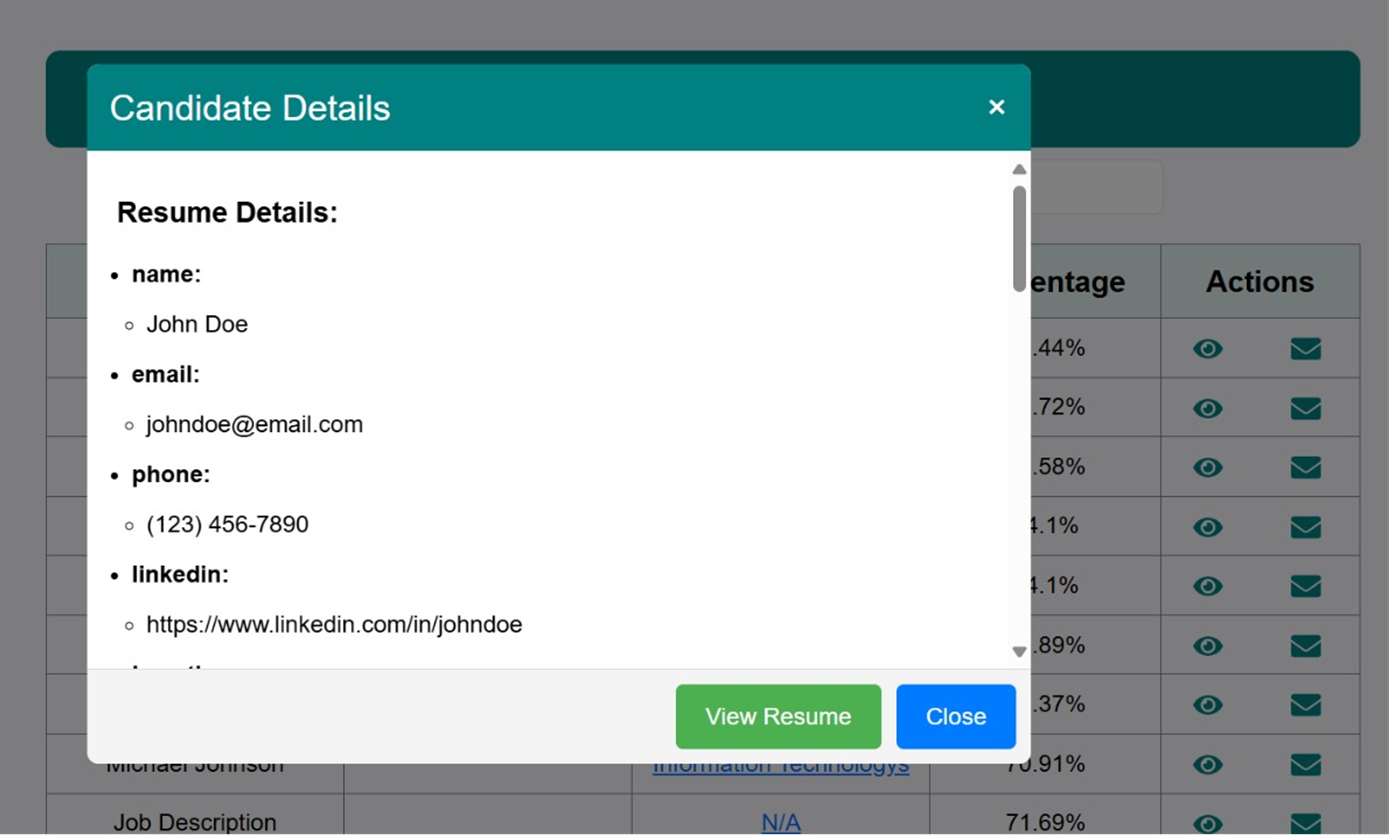 Candidate Details
Resume Details:
name:
John Doe
email:
johndoe@email.com
phone:
(123) 456-7890
linkedin:
https://www.linkedin.com/in/johndoe
View Resume
Close
entage
Actions
.44%
.72%
.58%
4.1%
4.1%
.89%
.37%
Michael Johnson
Information Technologys
70.91%
Job Description
N/A
71.69%